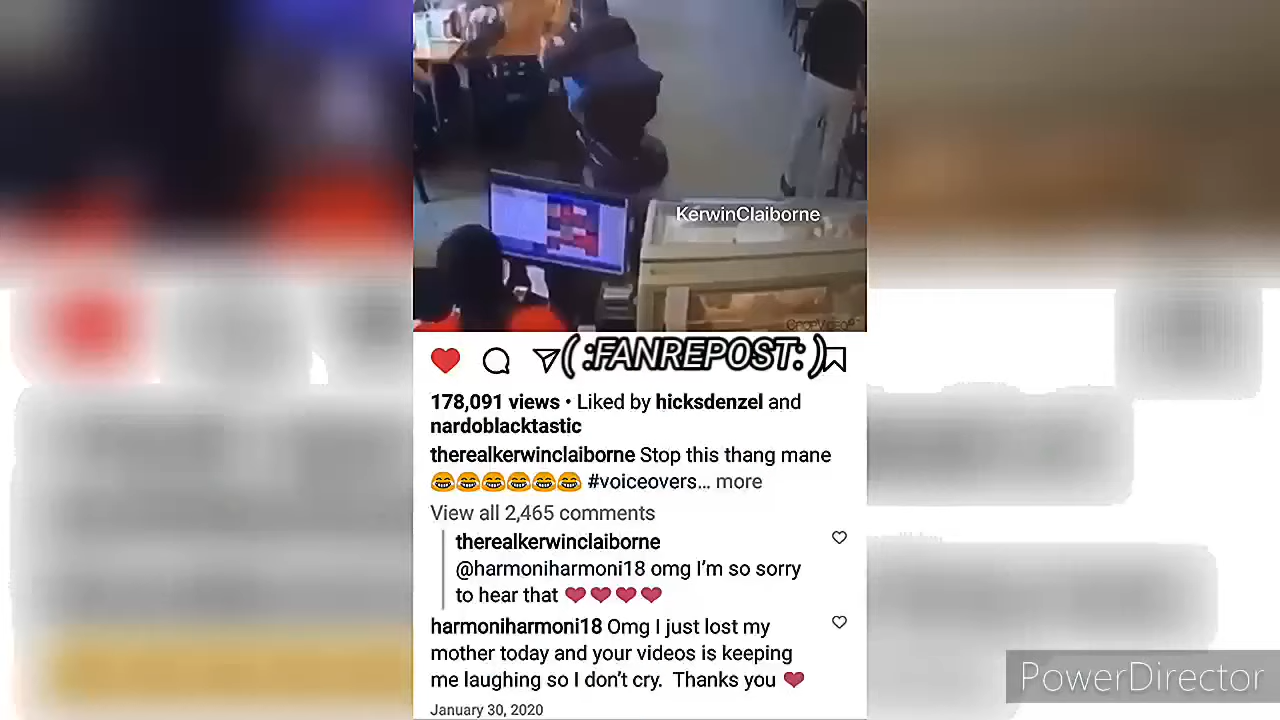 KerwinClaiborne
CROPVIDEO
( :FANREPOST: )
178,091 views • Liked by hicksdenzel and
nardoblacktastic
therealkerwinclaiborne Stop this thang mane
😂😂😂😂😂😂 #voiceovers… more
View all 2,465 comments
therealkerwinclaiborne
@harmoniharmoni18 omg I’m so sorry
to hear that ❤️❤️❤️❤️
harmoniharmoni18 Omg I just lost my
mother today and your videos is keeping
me laughing so I don’t cry. Thanks you ❤️
January 30, 2020
PowerDirector